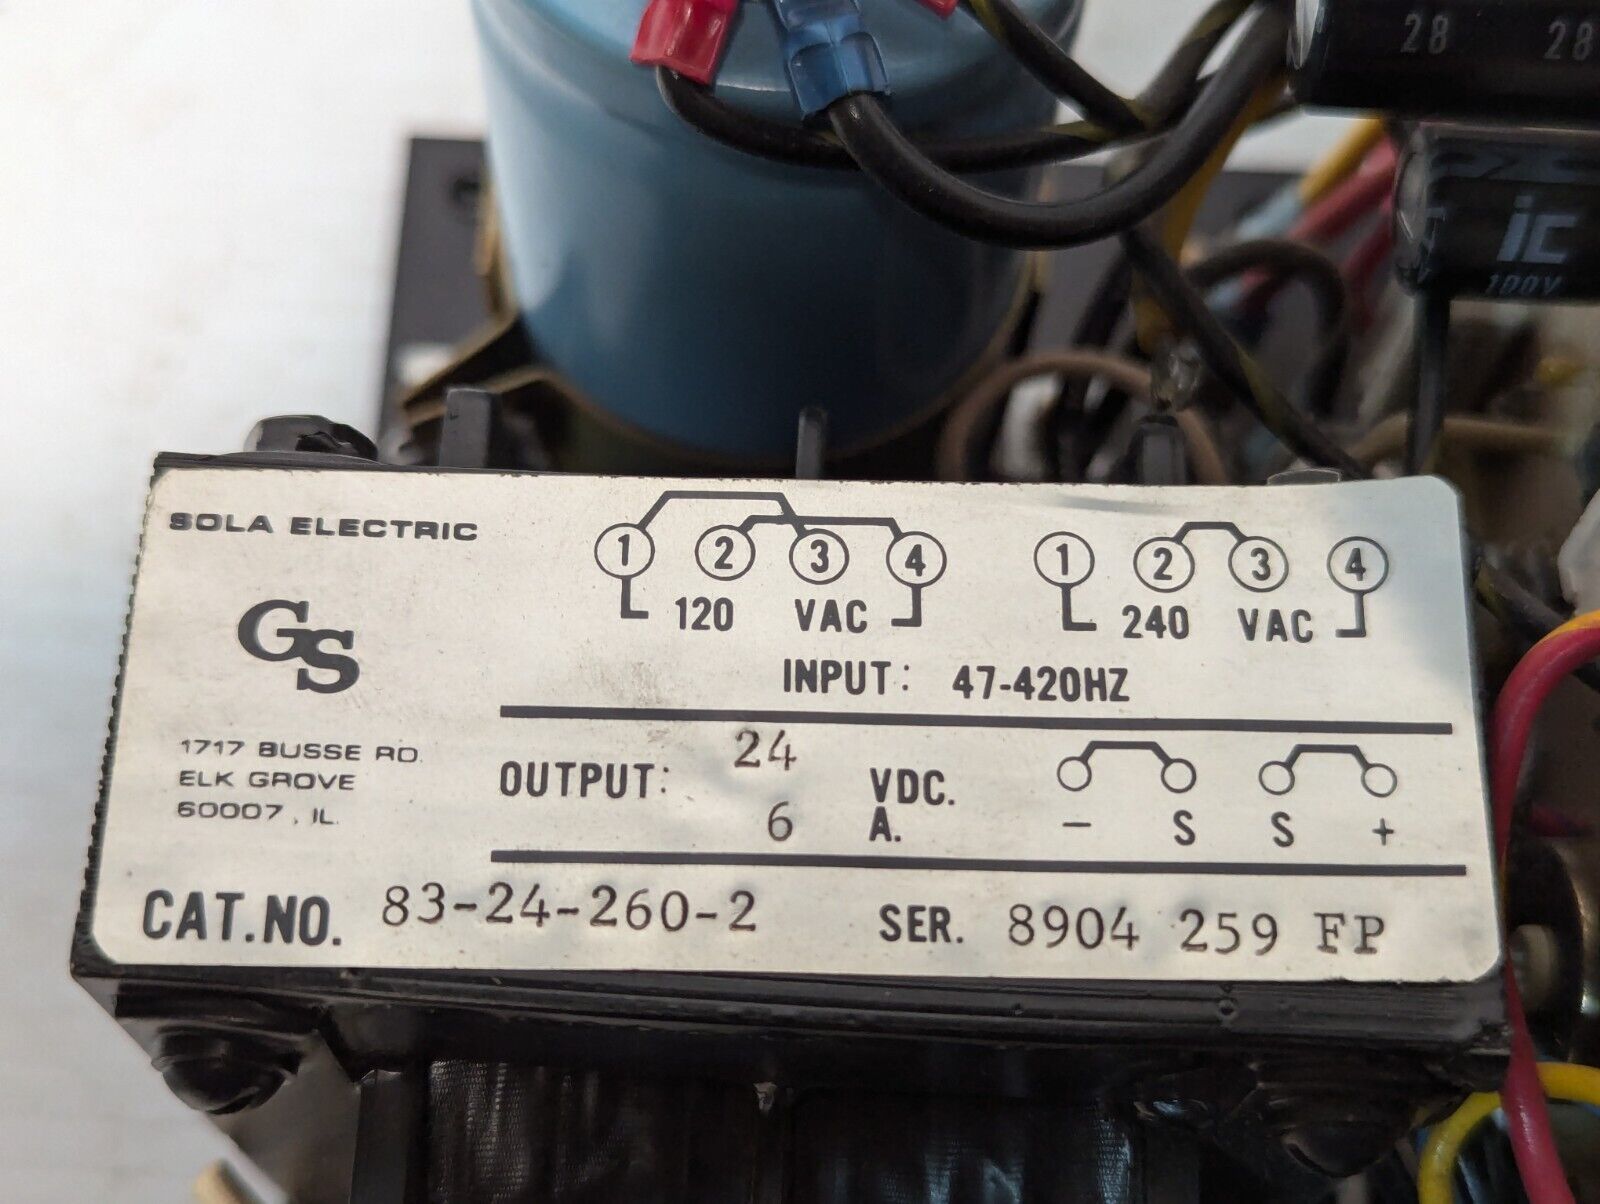 28 28
iC
100V
SOLA ELECTRIC
GS
1717 BUSSE RD.
ELK GROVE
60007, IL.
1 2 3 4
120 VAC
1 2 3 4
240 VAC
INPUT: 47-420HZ
OUTPUT: 24 VDC.
6 A.
- S S +
CAT.NO. 83-24-260-2 SER. 8904 259 FP